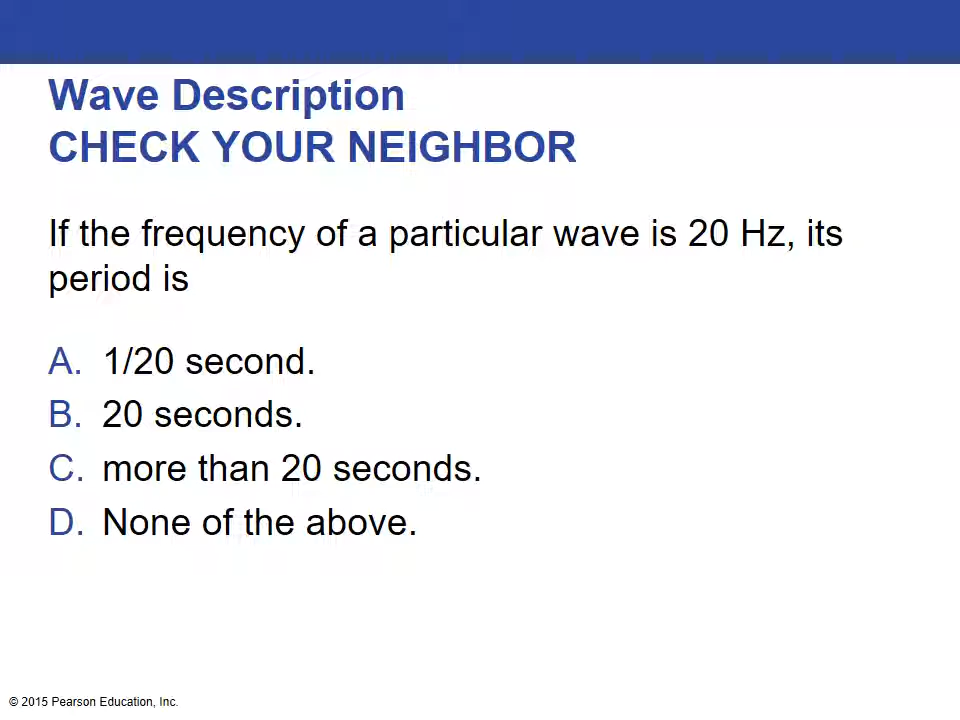 Wave Description
CHECK YOUR NEIGHBOR
If the frequency of a particular wave is 20 Hz, its
period is
A. 1/20 second.
B. 20 seconds.
C. more than 20 seconds.
D. None of the above.
© 2015 Pearson Education, Inc.